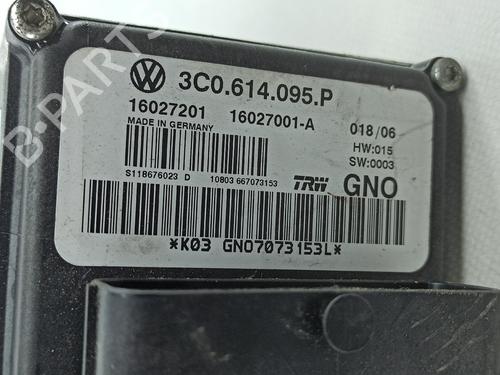 3C0.614.095.P
16027201 16027001-A 018/06
MADE IN GERMANY HW:015
SW:0003
S118676023 D 10803 667073153 TRW GNO
*K03 GNO7073153L*
B-PARTS